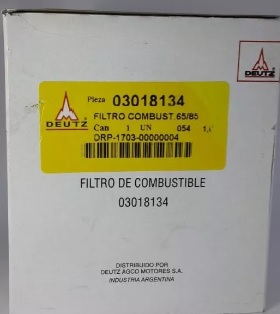 DEUTZ
DEUTZ
Pieza 03018134
FILTRO COMBUST 65/85
Can 1 UN 054
ORP-1703-00000004
FILTRO DE COMBUSTIBLE
03018134
DISTRIBUIDO POR
DEUTZ AGCO MOTORES S.A.
INDUSTRIA ARGENTINA